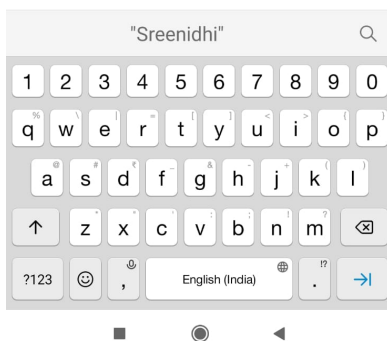 "Sreenidhi"
1 2 3 4 5 6 7 8 9 0
% \ | = [ ] < > { }
q w e r t y u i o p
@ # ₹ _ & - + ( )
a s d f g h j k l
* " ' : ; ! ?
z x c v b n m
!?
?123 , English (India) .